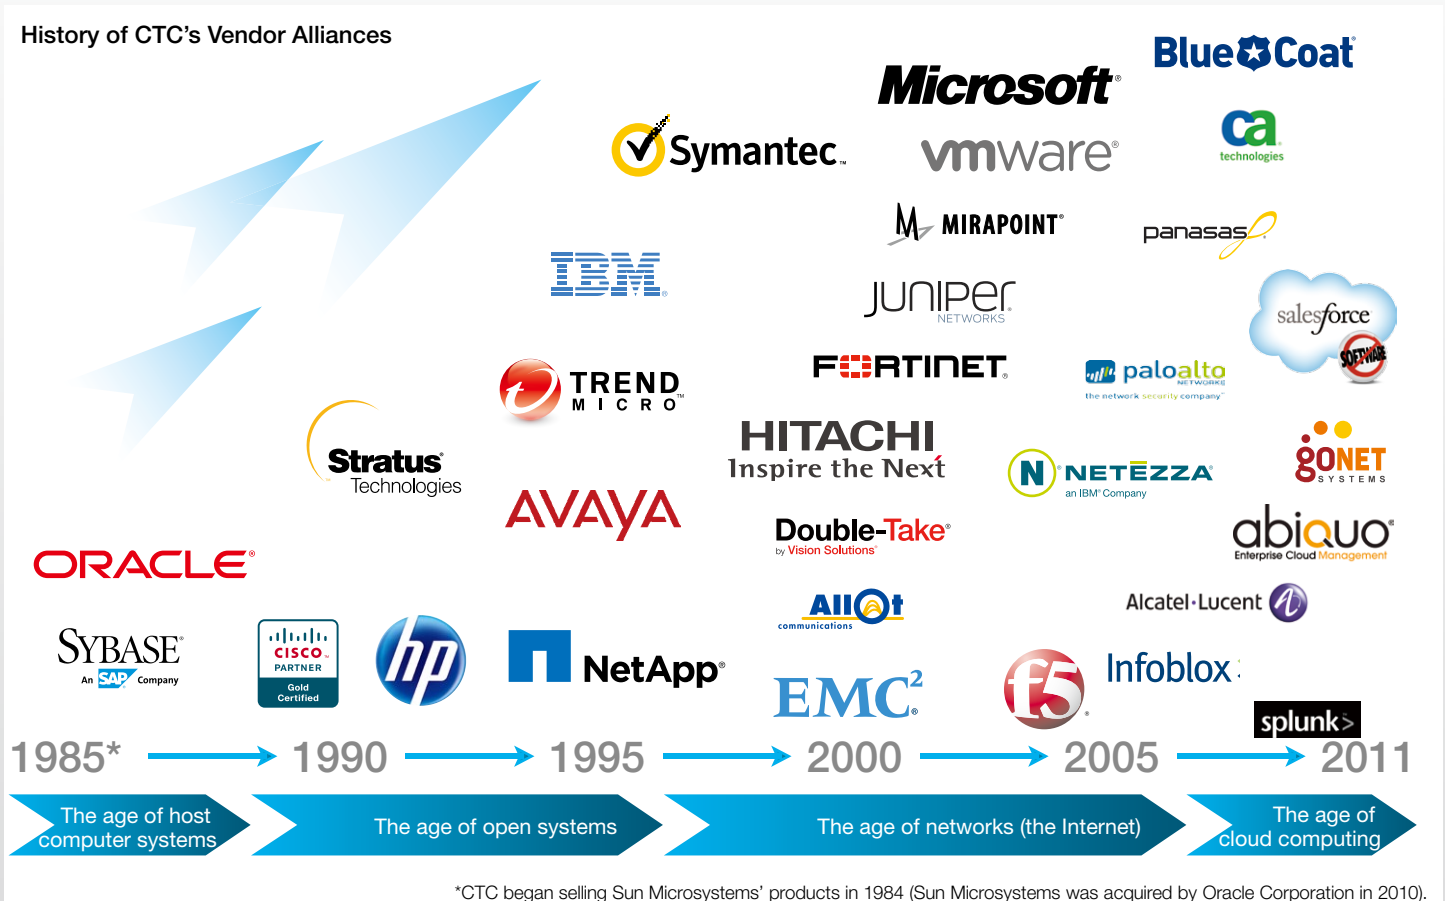 History of CTC's Vendor Alliances
Blue Coat
Microsoft®
ca
technologies
Symantec™
vmware®
MIRAPOINT®
panasas
IBM®
JUNIPEr
NETWORKS
salesforce
SOFTWARE
FORTINET®
paloalto
NETWORKS
the network security company™
TREND
MICRO™
Stratus®
Technologies
HITACHI
Inspire the Next
NETĒZZA®
an IBM® Company
gONET
SYSTEMS
AVAYA
Double-Take®
by Vision Solutions®
abiquo®
Enterprise Cloud Management
ORACLE®
Allot
communications
Alcatel·Lucent
SYBASE®
An SAP Company
CISCO™
PARTNER
Gold
Certified
hp
NetApp®
EMC²®
f5®
Infoblox
splunk>
1985* 1990 1995 2000 2005 2011
The age of host
computer systems
The age of open systems
The age of networks (the Internet)
The age of
cloud computing
*CTC began selling Sun Microsystems' products in 1984 (Sun Microsystems was acquired by Oracle Corporation in 2010).